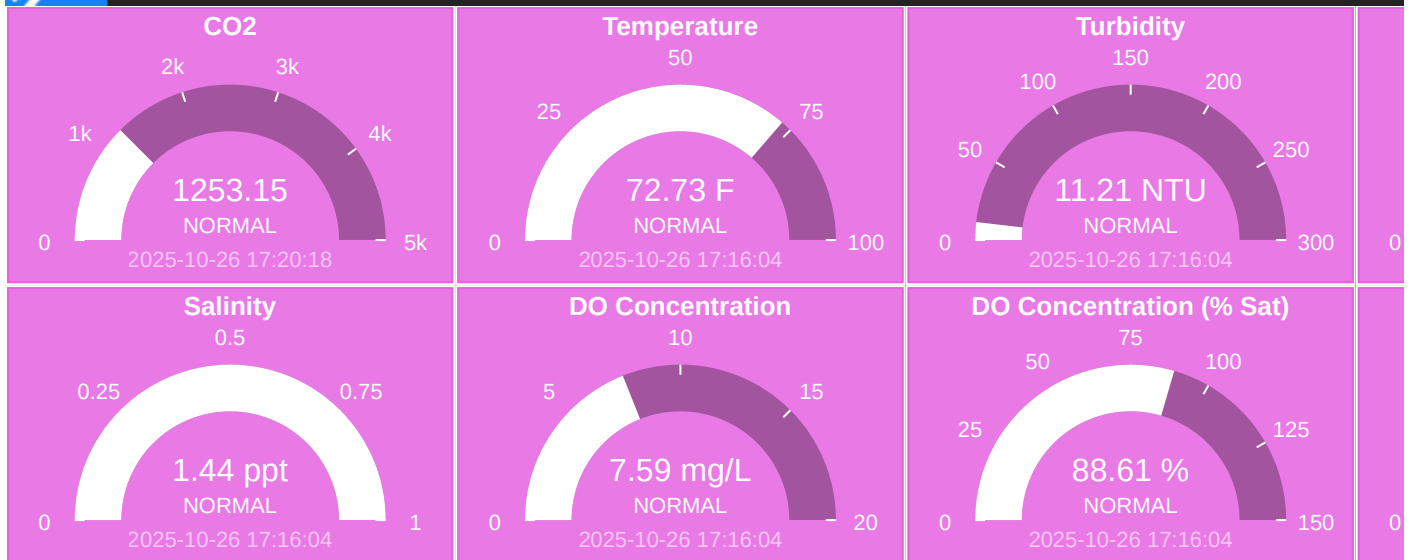 CO2
0
1k
2k
3k
4k
5k
1253.15
NORMAL
2025-10-26 17:20:18
Temperature
0
25
50
75
100
72.73 F
NORMAL
2025-10-26 17:16:04
Turbidity
0
50
100
150
200
250
300
11.21 NTU
NORMAL
2025-10-26 17:16:04
0
Salinity
0
0.25
0.5
0.75
1
1.44 ppt
NORMAL
2025-10-26 17:16:04
DO Concentration
0
5
10
15
20
7.59 mg/L
NORMAL
2025-10-26 17:16:04
DO Concentration (% Sat)
0
25
50
75
100
125
150
88.61 %
NORMAL
2025-10-26 17:16:04
0